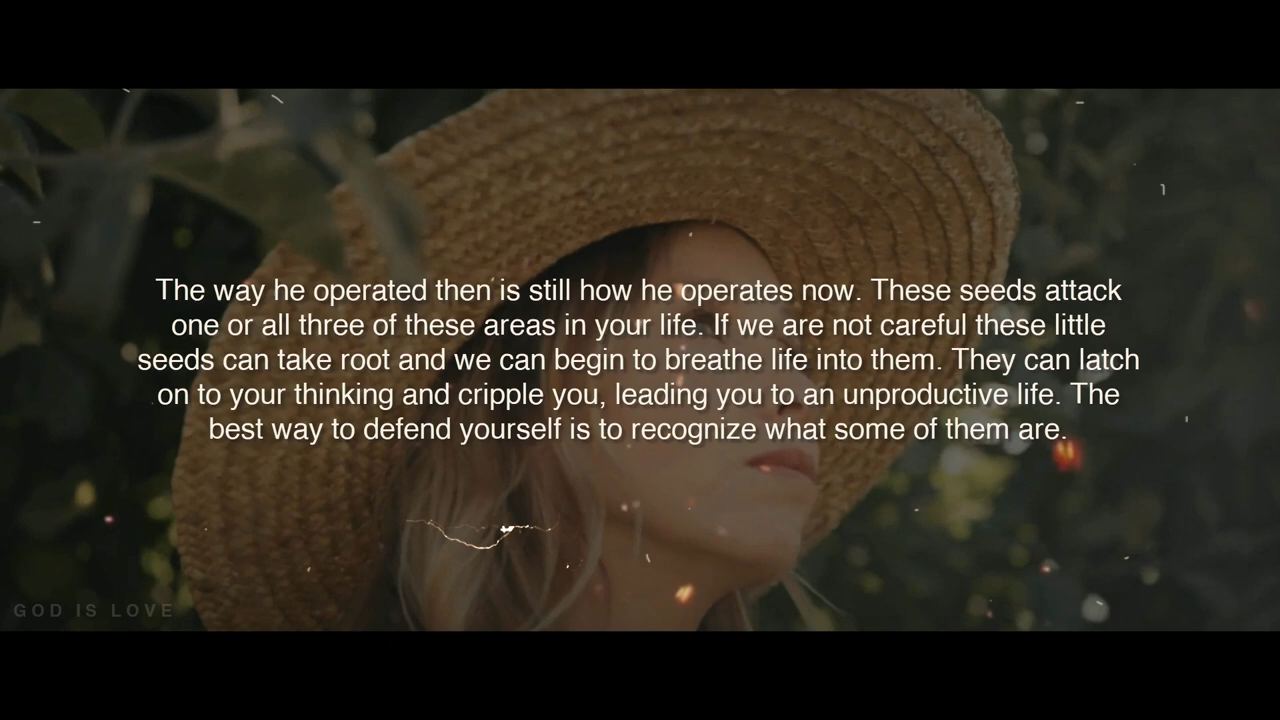 The way he operated then is still how he operates now. These seeds attack
one or all three of these areas in your life. If we are not careful these little
seeds can take root and we can begin to breathe life into them. They can latch
on to your thinking and cripple you, leading you to an unproductive life. The
best way to defend yourself is to recognize what some of them are.
GOD IS LOVE